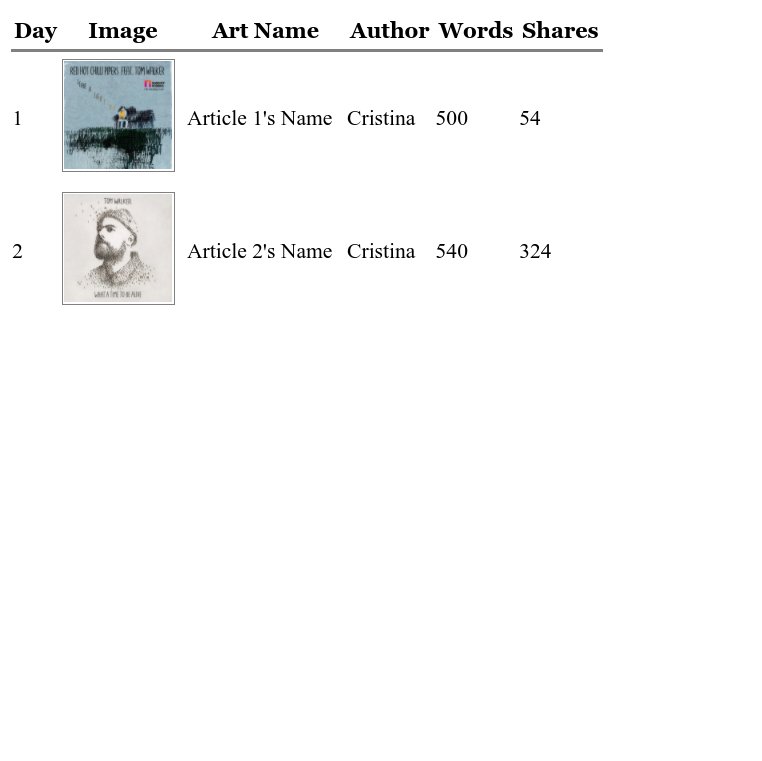 Day Image Art Name Author Words Shares
RED HOT CHILLI PIPERS FEAT. TOM WALKER
1 Article 1's Name Cristina 500 54
TOM WALKER
2 Article 2's Name Cristina 540 324
WHAT A TIME TO BE ALIVE